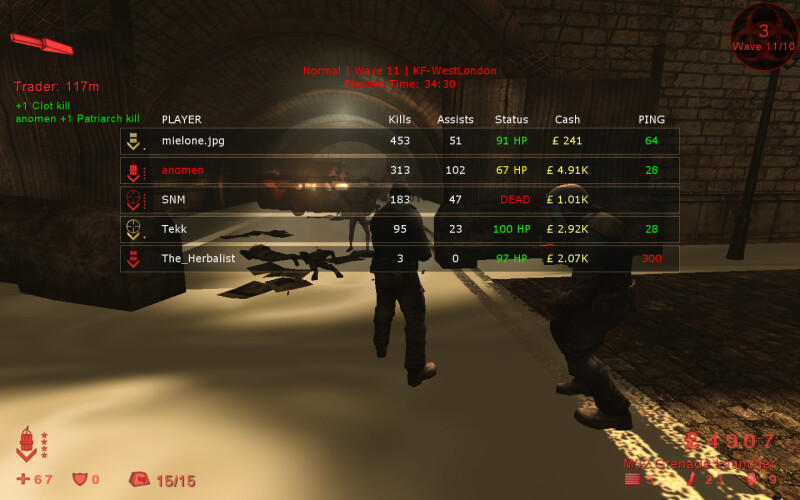 3
Wave 11/10
Normal | Wave 11 | KF-WestLondon
Elapsed Time: 34:30
Trader: 117m
+1 Clot kill
anomen +1 Patriarch kill
PLAYER Kills Assists Status Cash PING
mielone.jpg 453 51 91 HP £ 241 64
anomen 313 102 67 HP £ 4.91K 28
SNM 183 47 DEAD £ 1.01K
Tekk 95 23 100 HP £ 2.92K 28
The_Herbalist 3 0 97 HP £ 2.07K 300
£4907
M32 Grenade Launcher
67 0 15/15 23 9